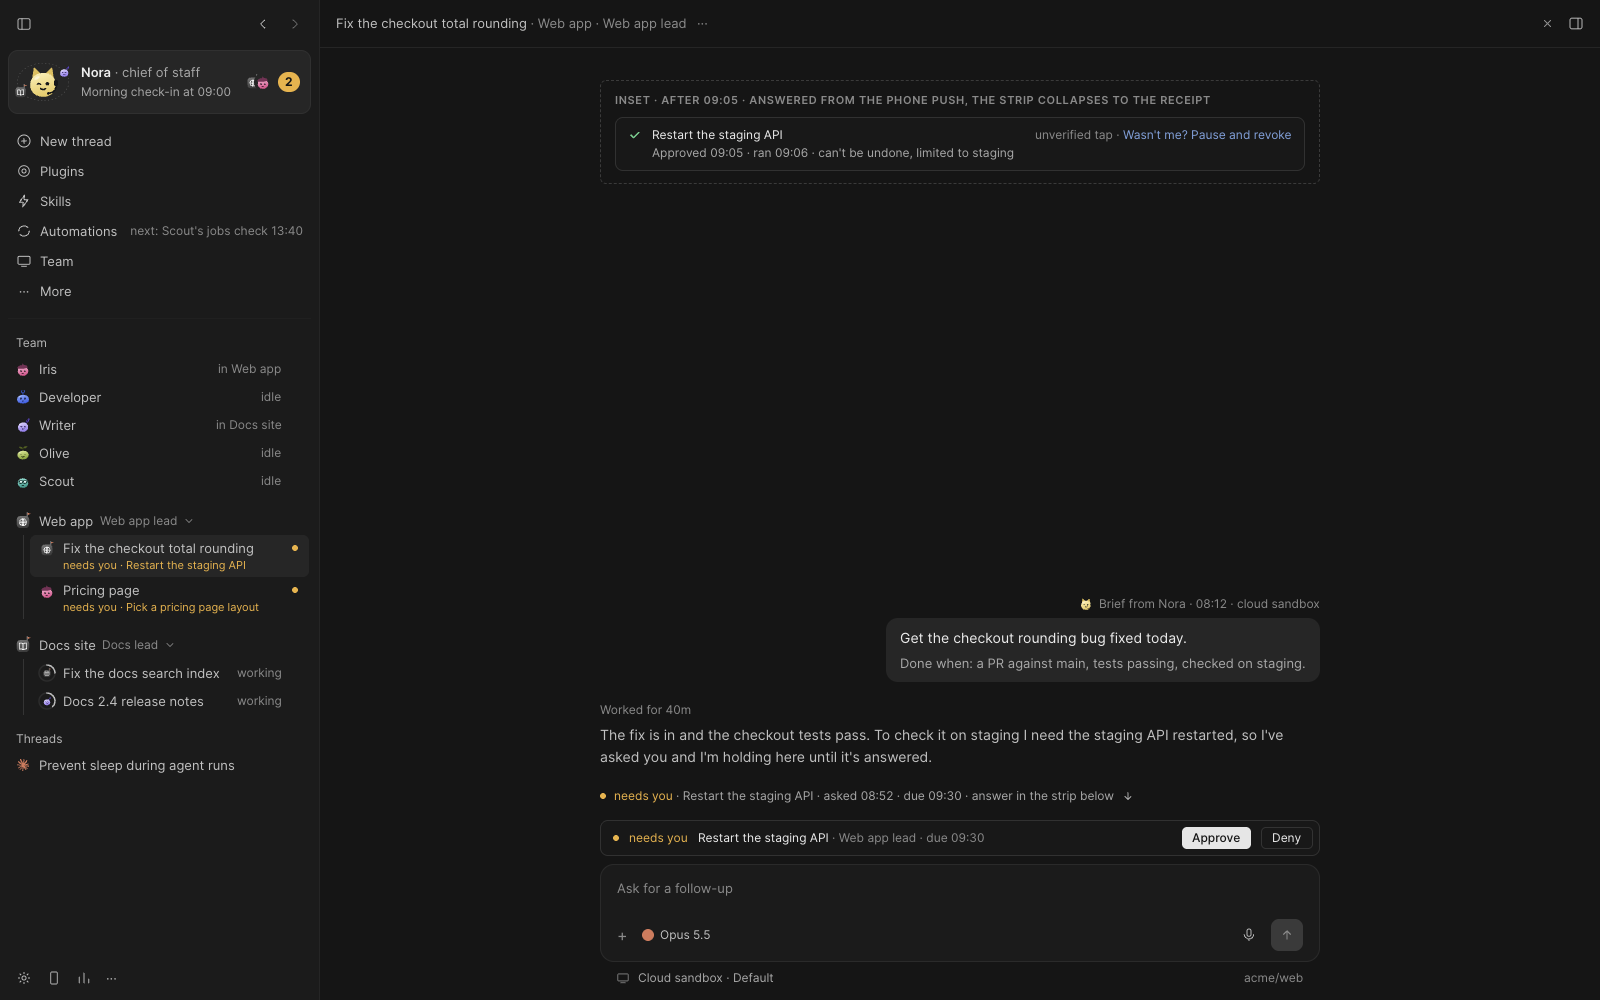 Nora · chief of staff
Morning check-in at 09:00
2
New thread
Plugins
Skills
Automations next: Scout's jobs check 13:40
Team
··· More
Team
Iris in Web app
Developer idle
Writer in Docs site
Olive idle
Scout idle
Web app Web app lead
Fix the checkout total rounding
needs you · Restart the staging API
Pricing page
needs you · Pick a pricing page layout
Docs site Docs lead
Fix the docs search index working
Docs 2.4 release notes working
Threads
Prevent sleep during agent runs
Fix the checkout total rounding · Web app · Web app lead ···
INSET · AFTER 09:05 · ANSWERED FROM THE PHONE PUSH, THE STRIP COLLAPSES TO THE RECEIPT
Restart the staging API unverified tap · Wasn't me? Pause and revoke
Approved 09:05 · ran 09:06 · can't be undone, limited to staging
Brief from Nora · 08:12 · cloud sandbox
Get the checkout rounding bug fixed today.
Done when: a PR against main, tests passing, checked on staging.
Worked for 40m
The fix is in and the checkout tests pass. To check it on staging I need the staging API restarted, so I've
asked you and I'm holding here until it's answered.
needs you · Restart the staging API · asked 08:52 · due 09:30 · answer in the strip below ↓
needs you Restart the staging API · Web app lead · due 09:30 Approve Deny
Ask for a follow-up
+ Opus 5.5
Cloud sandbox · Default acme/web